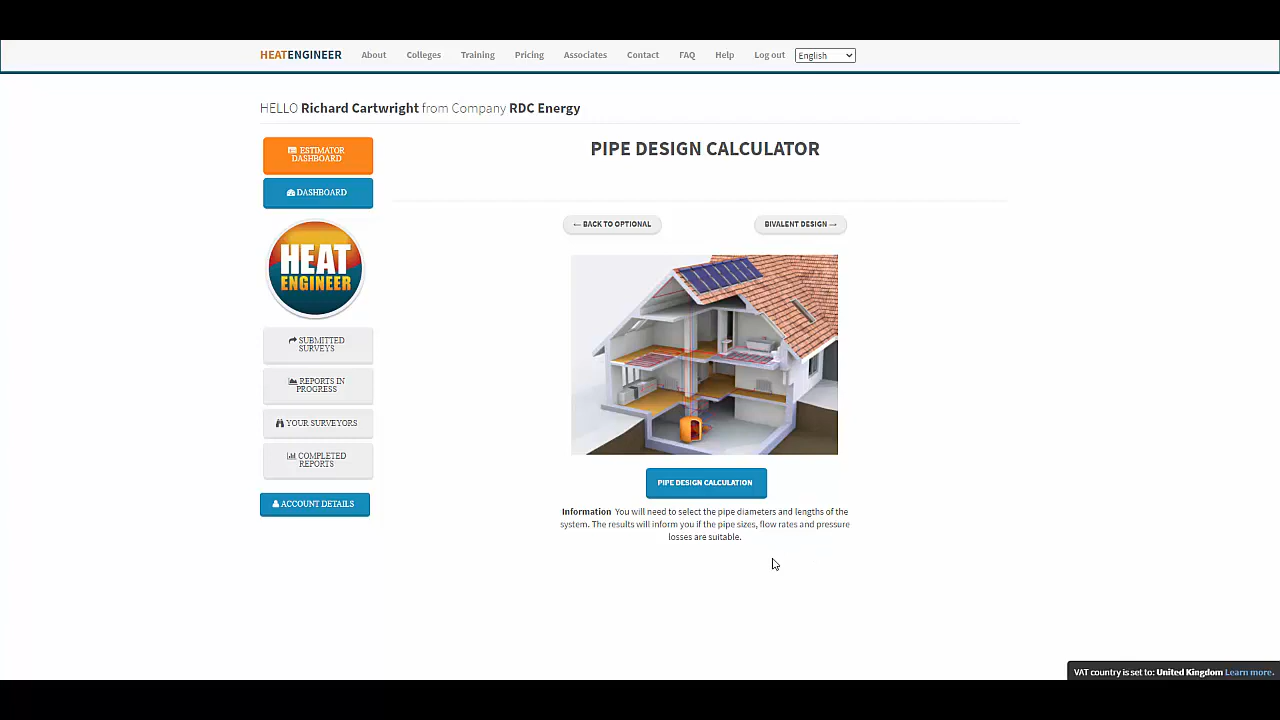 HEATENGINEER About Colleges Training Pricing Associates Contact FAQ Help Log out English
HELLO Richard Cartwright from Company RDC Energy
ESTIMATOR
DASHBOARD
DASHBOARD
HEAT
ENGINEER
SUBMITTED
SURVEYS
REPORTS IN
PROGRESS
YOUR SURVEYORS
COMPLETED
REPORTS
ACCOUNT DETAILS
PIPE DESIGN CALCULATOR
← BACK TO OPTIONAL
BIVALENT DESIGN →
PIPE DESIGN CALCULATION
Information You will need to select the pipe diameters and lengths of the
system. The results will inform you if the pipe sizes, flow rates and pressure
losses are suitable.
VAT country is set to: United Kingdom Learn more.